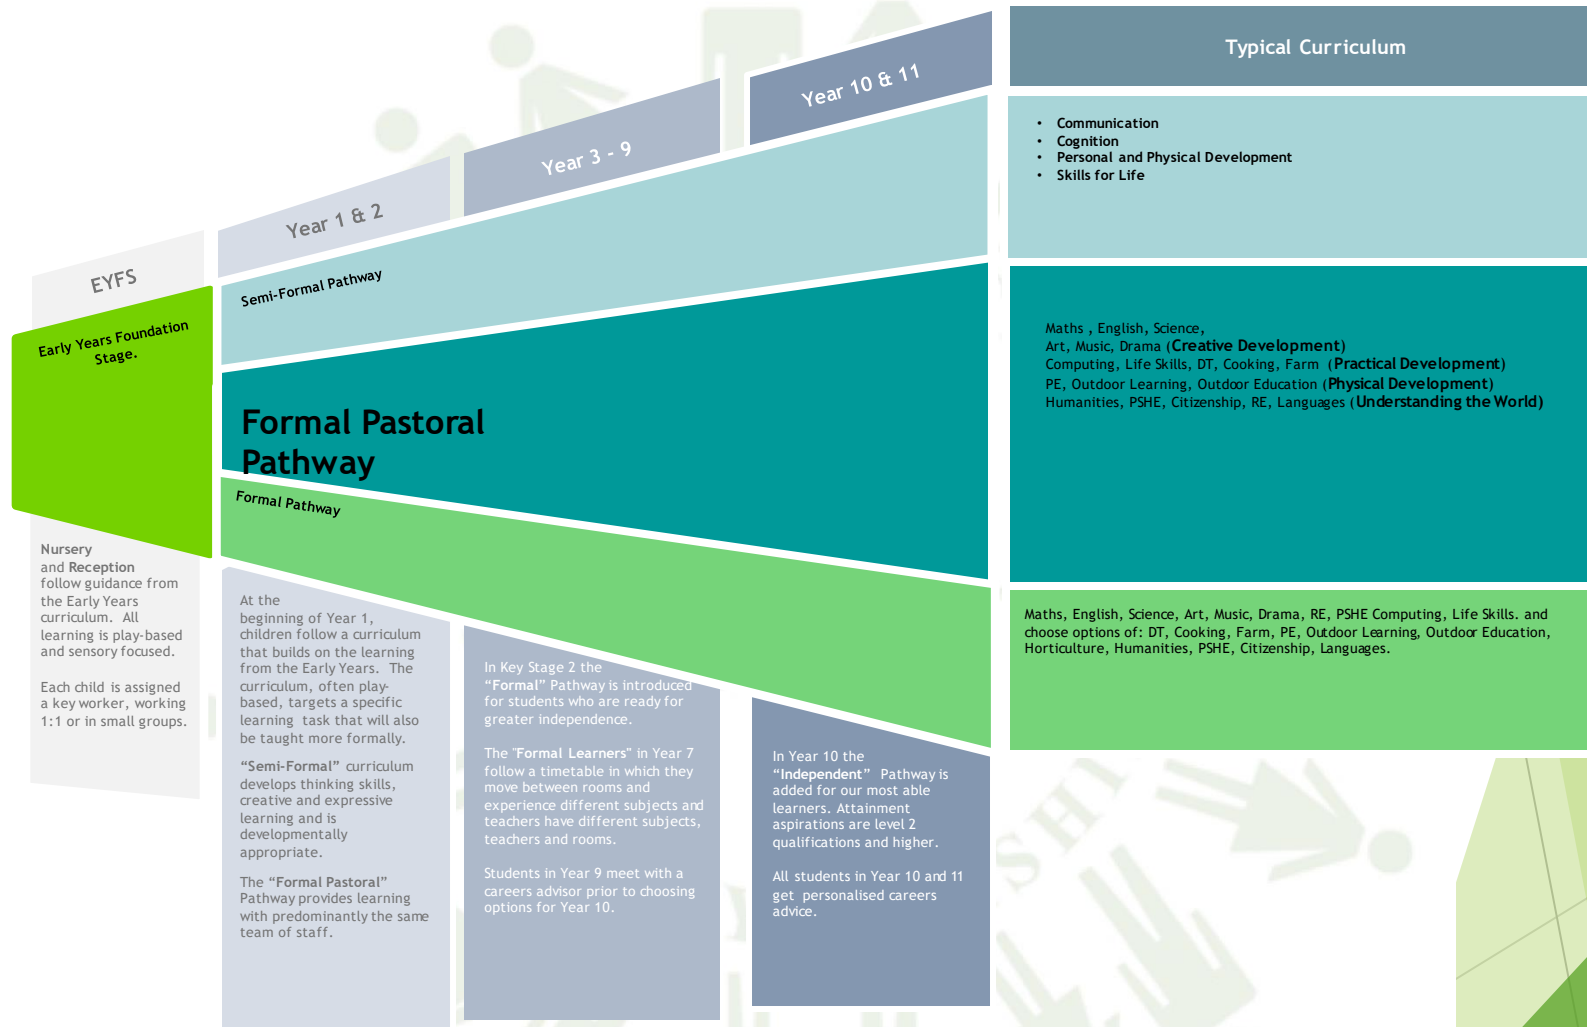 Typical Curriculum
Year 10 & 11
Year 3 - 9
Year 1 & 2
EYFS
Early Years Foundation
Stage.
Semi-Formal Pathway
• Communication
• Cognition
• Personal and Physical Development
• Skills for Life
Formal Pastoral
Pathway
Maths , English, Science,
Art, Music, Drama (Creative Development)
Computing, Life Skills, DT, Cooking, Farm (Practical Development)
PE, Outdoor Learning, Outdoor Education (Physical Development)
Humanities, PSHE, Citizenship, RE, Languages (Understanding the World)
Formal Pathway
Maths, English, Science, Art, Music, Drama, RE, PSHE Computing, Life Skills. and
choose options of: DT, Cooking, Farm, PE, Outdoor Learning, Outdoor Education,
Horticulture, Humanities, PSHE, Citizenship, Languages.
Nursery
and Reception
follow guidance from
the Early Years
curriculum. All
learning is play-based
and sensory focused.
Each child is assigned
a key worker, working
1:1 or in small groups.
At the
beginning of Year 1,
children follow a curriculum
that builds on the learning
from the Early Years. The
curriculum, often play-
based, targets a specific
learning task that will also
be taught more formally.
“Semi-Formal” curriculum
develops thinking skills,
creative and expressive
learning and is
developmentally
appropriate.
The “Formal Pastoral”
Pathway provides learning
with predominantly the same
team of staff.
In Key Stage 2 the
“Formal” Pathway is introduced
for students who are ready for
greater independence.
The "Formal Learners" in Year 7
follow a timetable in which they
move between rooms and
experience different subjects and
teachers have different subjects,
teachers and rooms.
Students in Year 9 meet with a
careers advisor prior to choosing
options for Year 10.
In Year 10 the
“Independent” Pathway is
added for our most able
learners. Attainment
aspirations are level 2
qualifications and higher.
All students in Year 10 and 11
get personalised careers
advice.